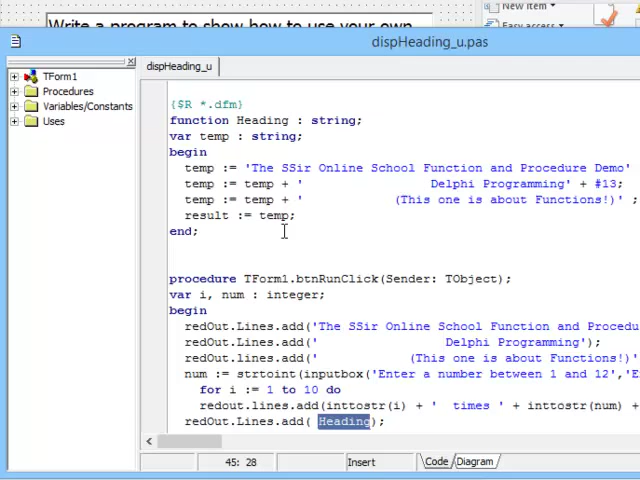 Write a program to show how to use your own
New item
Easy access
dispHeading_u.pas
TForm1
Procedures
Variables/Constants
Uses
dispHeading_u
{$R *.dfm}
function Heading : string;
var temp : string;
begin
temp := 'The SSir Online School Function and Procedure Demo'
temp := temp + ' Delphi Programming' + #13;
temp := temp + ' (This one is about Functions!)' ;
result := temp;
end;
procedure TForm1.btnRunClick(Sender: TObject);
var i, num : integer;
begin
redOut.Lines.add('The SSir Online School Function and Procedu
redOut.Lines.add(' Delphi Programming');
redOut.Lines.add(' (This one is about Functions!)'
num := strtoint(inputbox('Enter a number between 1 and 12','E
for i := 1 to 10 do
redout.lines.add(inttostr(i) + ' times ' + inttostr(num) +
redOut.Lines.add( Heading);
45: 28
Insert
Code
Diagram